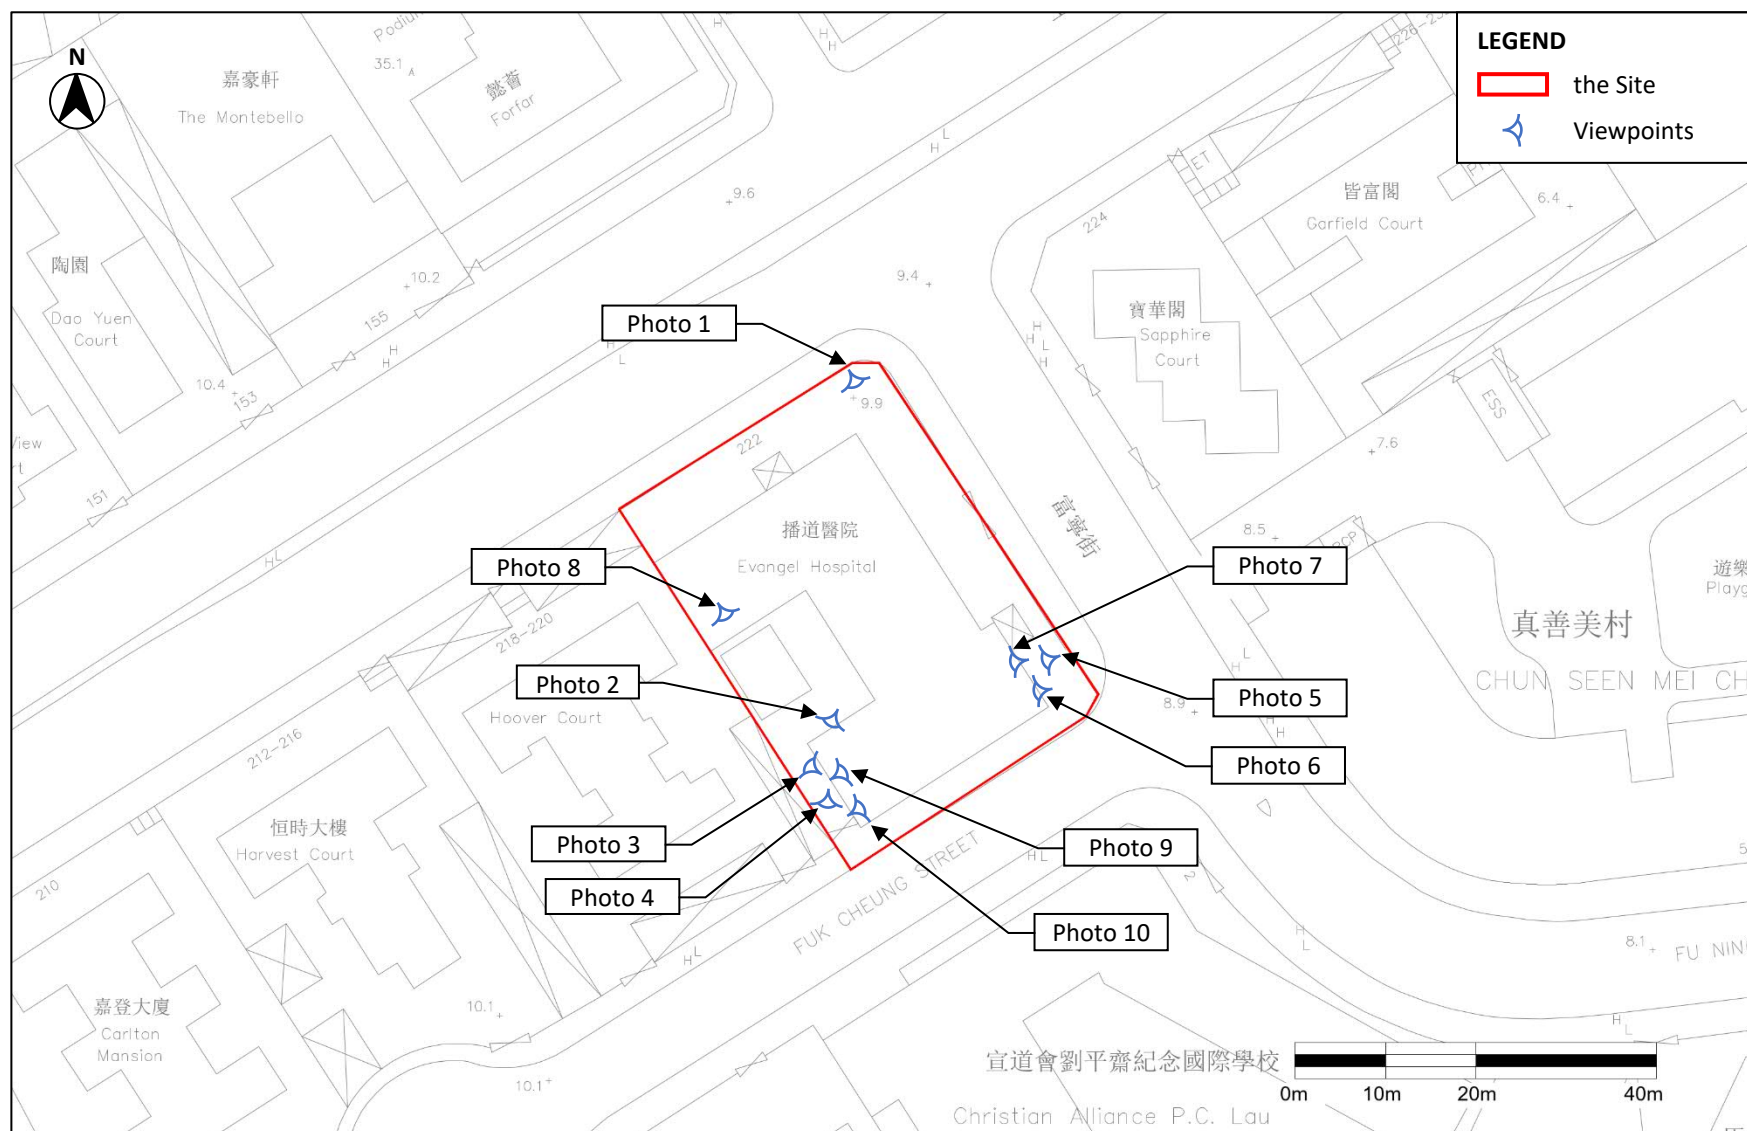 N
LEGEND
the Site
Viewpoints
嘉豪軒
The Montebello
35.1
懿薈
Forfar
H
H
H
L
H
9.6
224
ET
皆富閣
Garfield Court
6.4
陶園
Dao Yuen
Court
10.2
155
H
H
9.4
寶華閣
Sapphire
Court
Photo 1
H
L
H
H
L
H
10.4
153
9.9
222
ESS
7.6
151
播道醫院
Evangel Hospital
富寧街
8.5
HL
Photo 8
Photo 7
218-220
真善美村
CHUN SEEN MEI CH
Photo 2
Hoover Court
Photo 5
L
H
8.9
H
H
212-216
Photo 6
恒時大樓
Harvest Court
Photo 3
Photo 9
HL
Photo 4
210
FUK CHEUNG STREET
2
Photo 10
HL
H
L
8.1
嘉登大廈
Carlton
Mansion
10.1
10.1
H
L
宣道會劉平齋紀念國際學校
Christian Alliance P.C. Lau
0m
10m
20m
40m